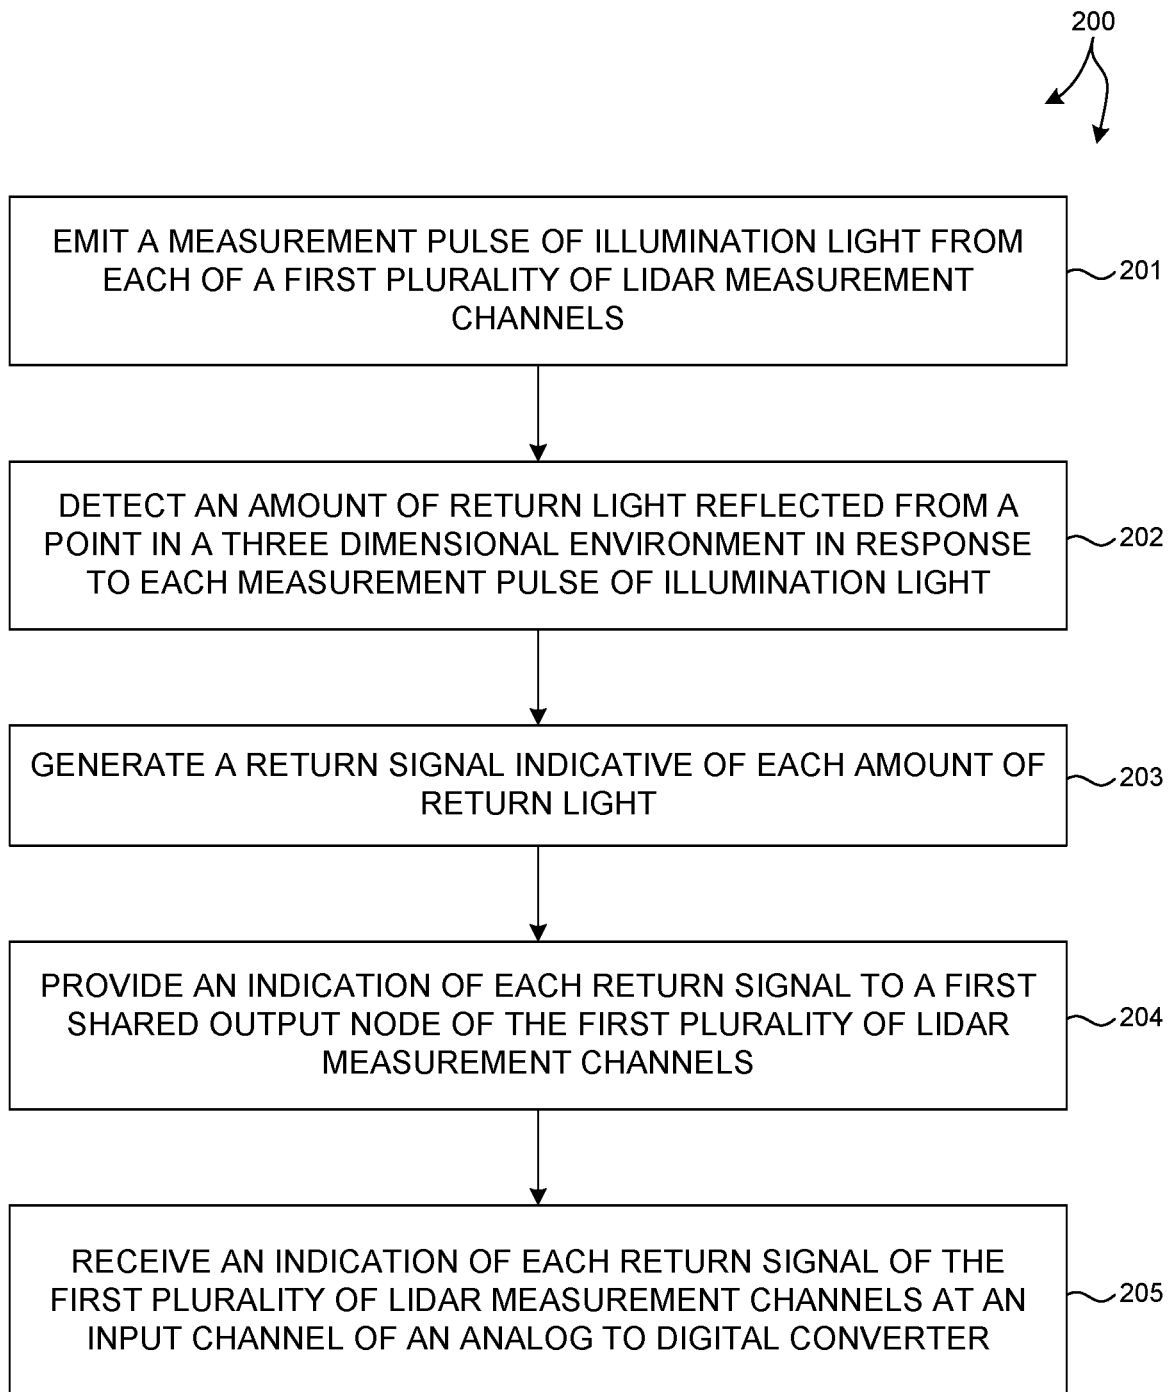 200
EMIT A MEASUREMENT PULSE OF ILLUMINATION LIGHT FROM
EACH OF A FIRST PLURALITY OF LIDAR MEASUREMENT
CHANNELS
201
DETECT AN AMOUNT OF RETURN LIGHT REFLECTED FROM A
POINT IN A THREE DIMENSIONAL ENVIRONMENT IN RESPONSE
TO EACH MEASUREMENT PULSE OF ILLUMINATION LIGHT
202
GENERATE A RETURN SIGNAL INDICATIVE OF EACH AMOUNT OF
RETURN LIGHT
203
PROVIDE AN INDICATION OF EACH RETURN SIGNAL TO A FIRST
SHARED OUTPUT NODE OF THE FIRST PLURALITY OF LIDAR
MEASUREMENT CHANNELS
204
RECEIVE AN INDICATION OF EACH RETURN SIGNAL OF THE
FIRST PLURALITY OF LIDAR MEASUREMENT CHANNELS AT AN
INPUT CHANNEL OF AN ANALOG TO DIGITAL CONVERTER
205